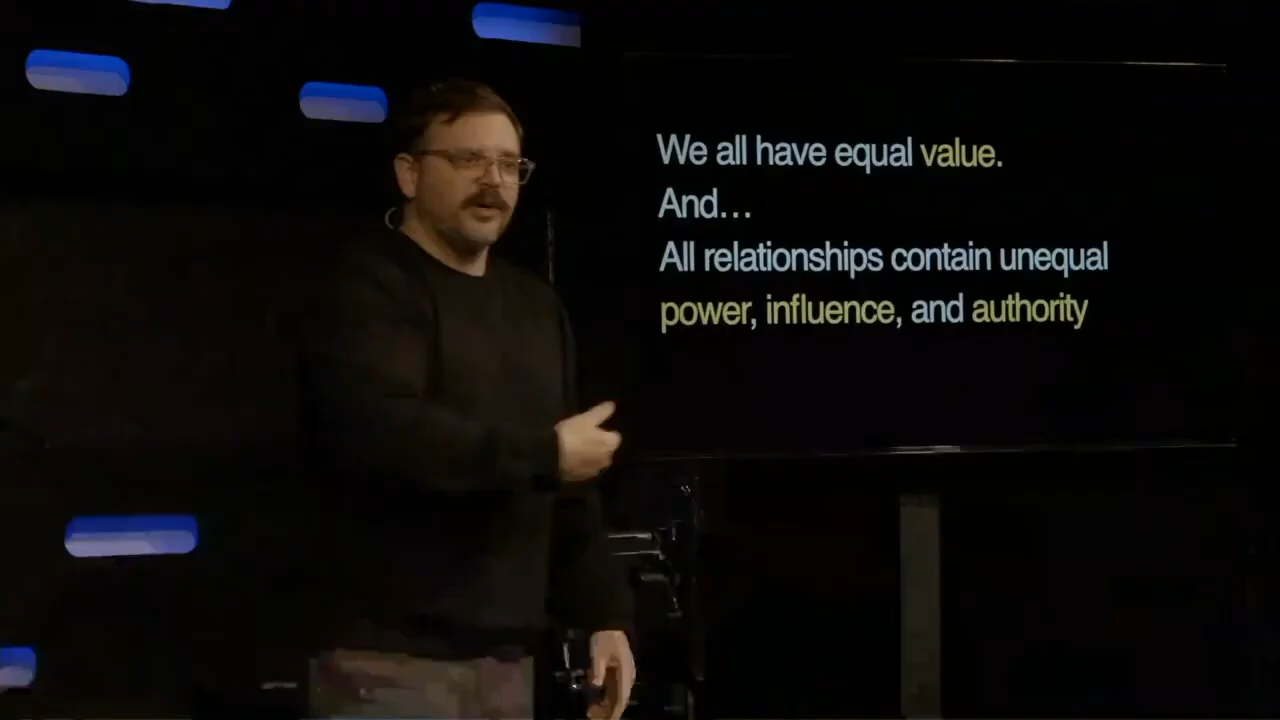 We all have equal value.
And…
All relationships contain unequal
power, influence, and authority